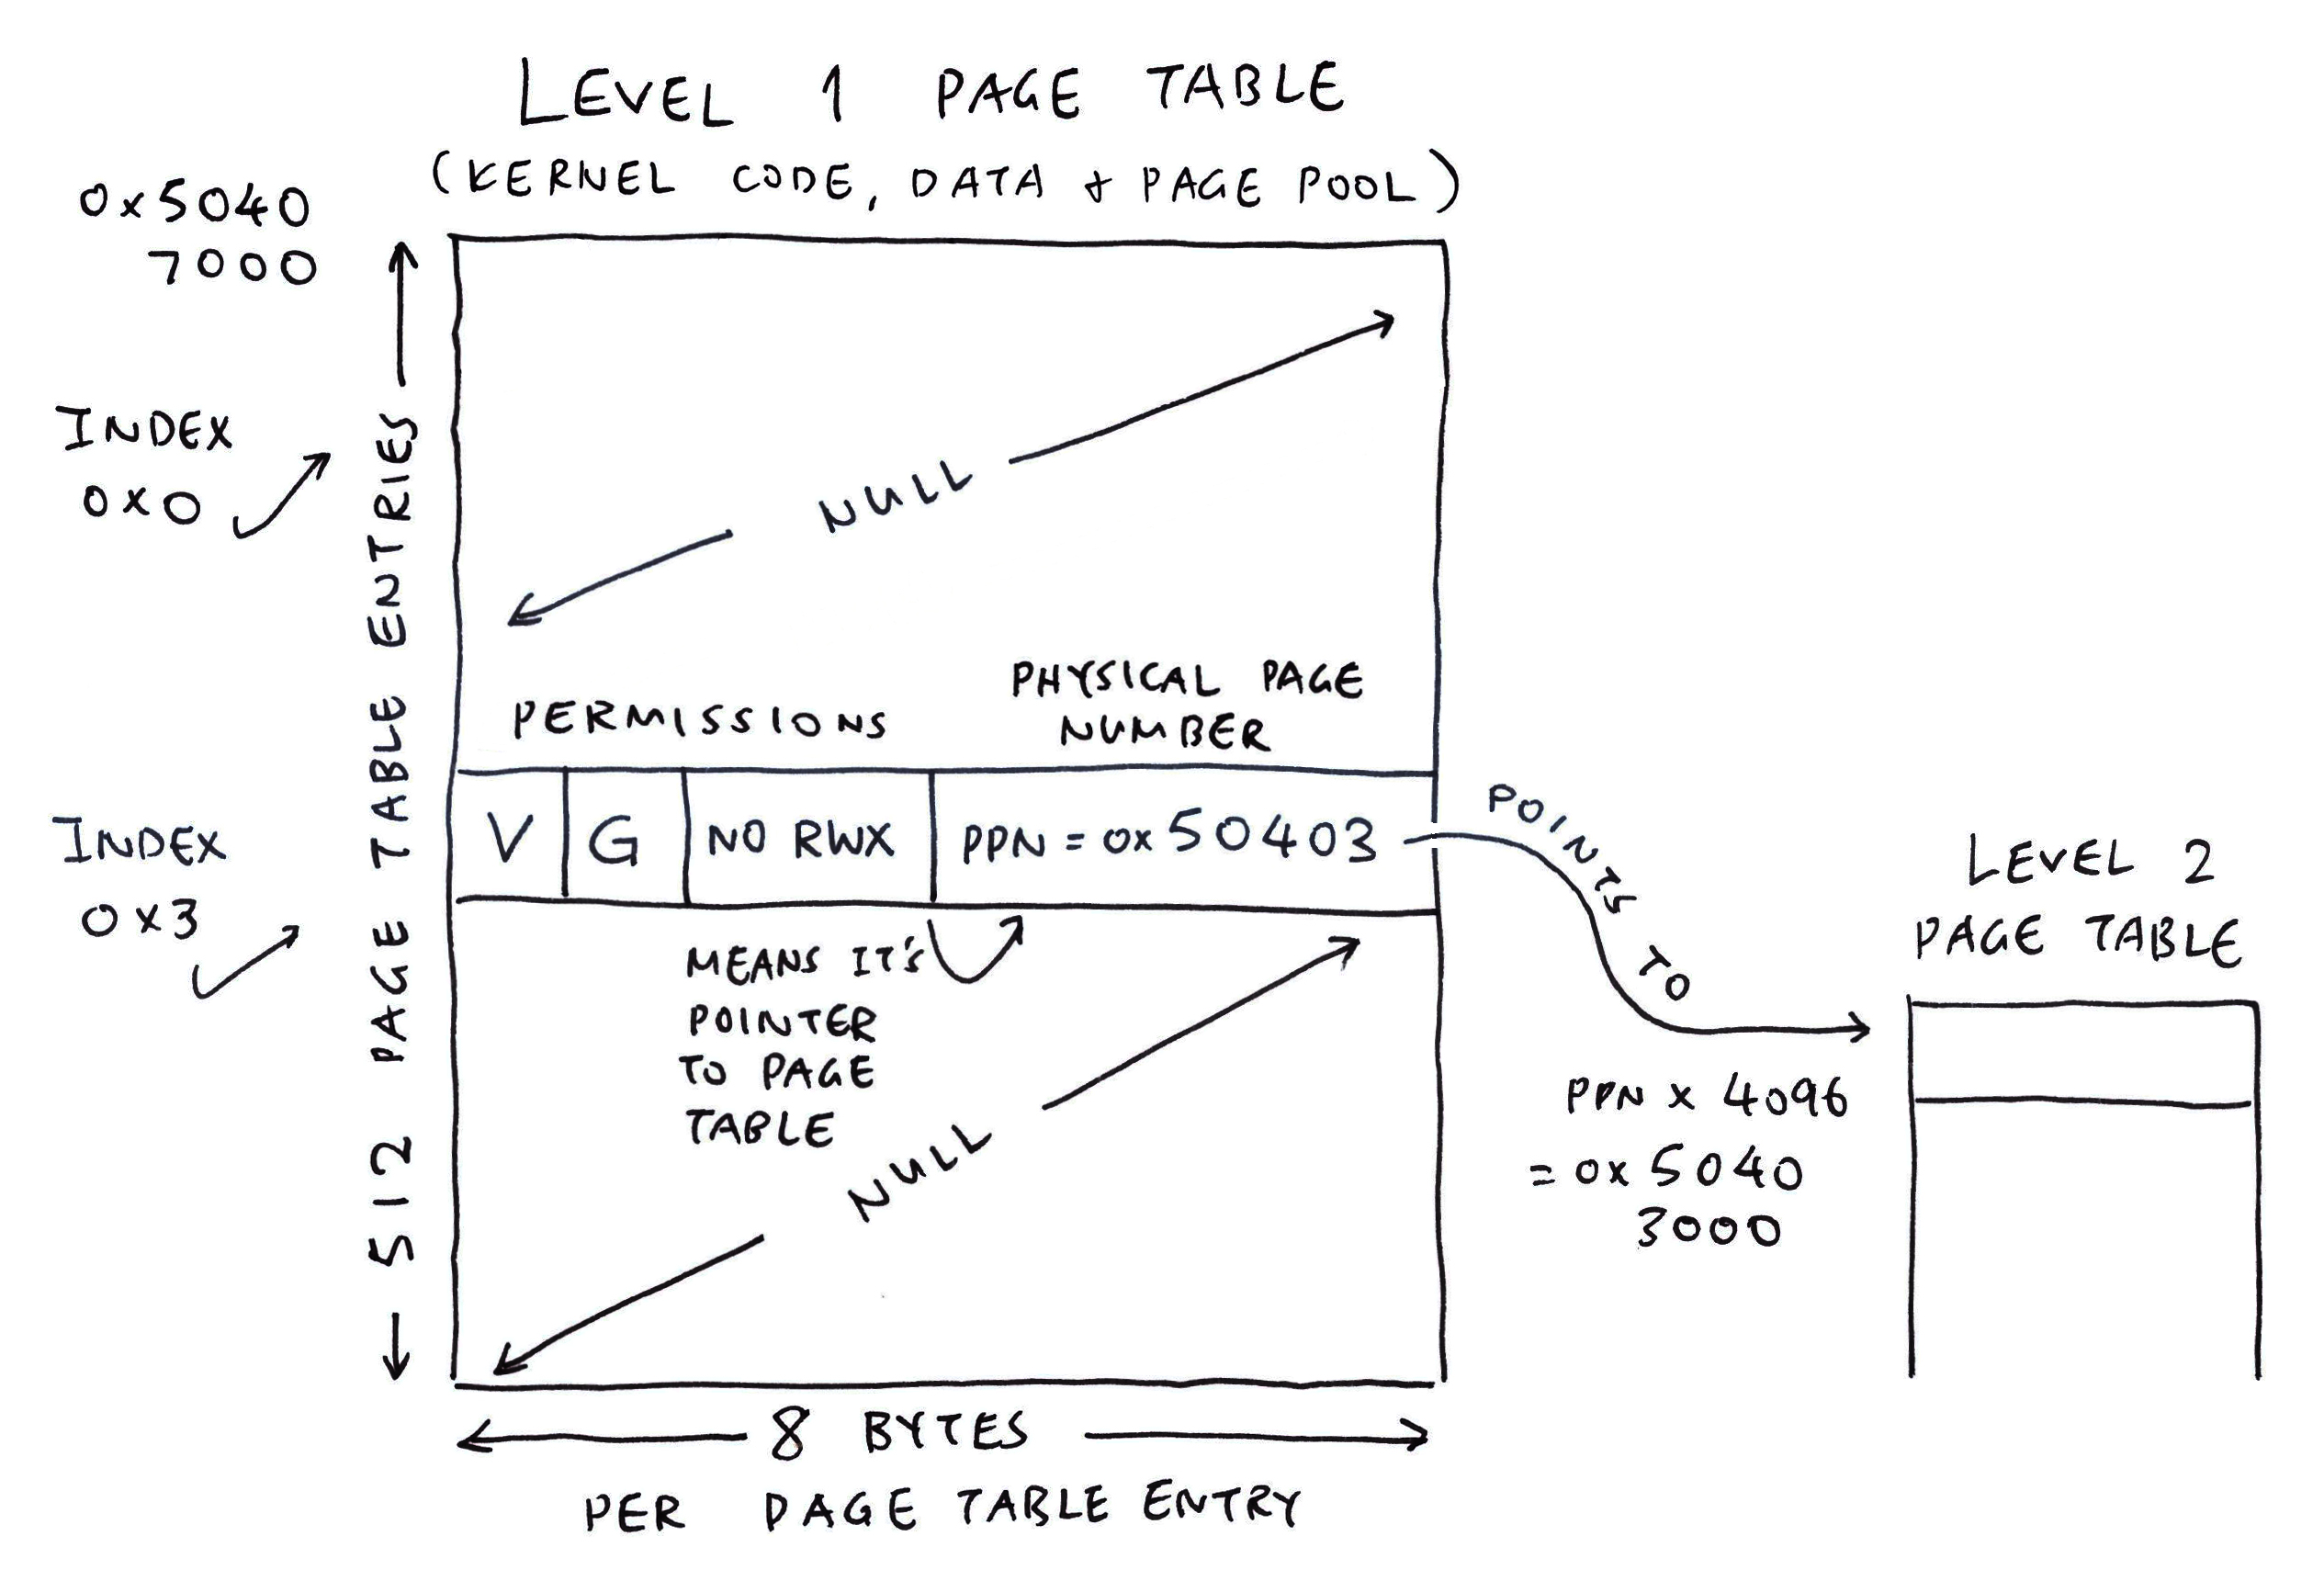 LEVEL 1 PAGE TABLE
(KERNEL CODE, DATA + PAGE POOL)
0x5040
7000
INDEX
0x0
512 PAGE TABLE ENTRIES
NULL
PERMISSIONS
PHYSICAL PAGE
NUMBER
INDEX
0x3
V
G
NO RWX
PPN = 0x50403
POINTS TO
MEANS IT'S
POINTER
TO PAGE
TABLE
NULL
LEVEL 2
PAGE TABLE
PPN x 4096
= 0x5040
3000
8 BYTES
PER PAGE TABLE ENTRY